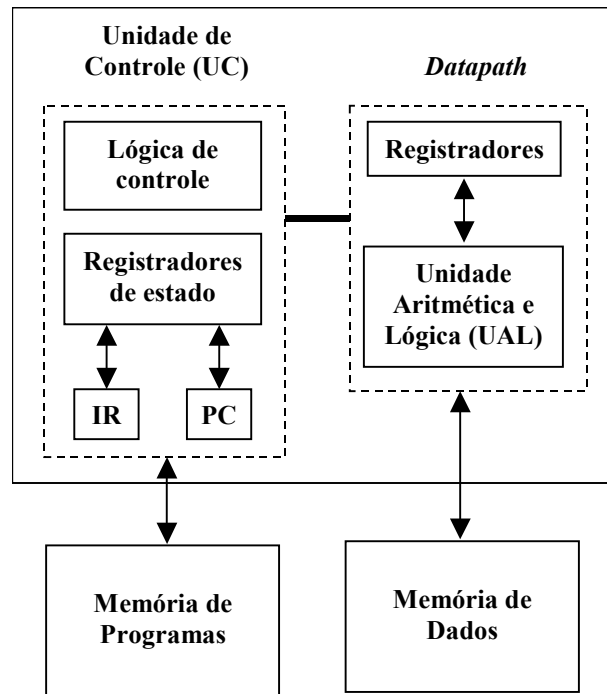 Unidade de
Controle (UC)
Datapath
Lógica de
controle
Registradores
Registradores
de estado
Unidade
Aritmética e
Lógica (UAL)
IR
PC
Memória de
Programas
Memória de
Dados